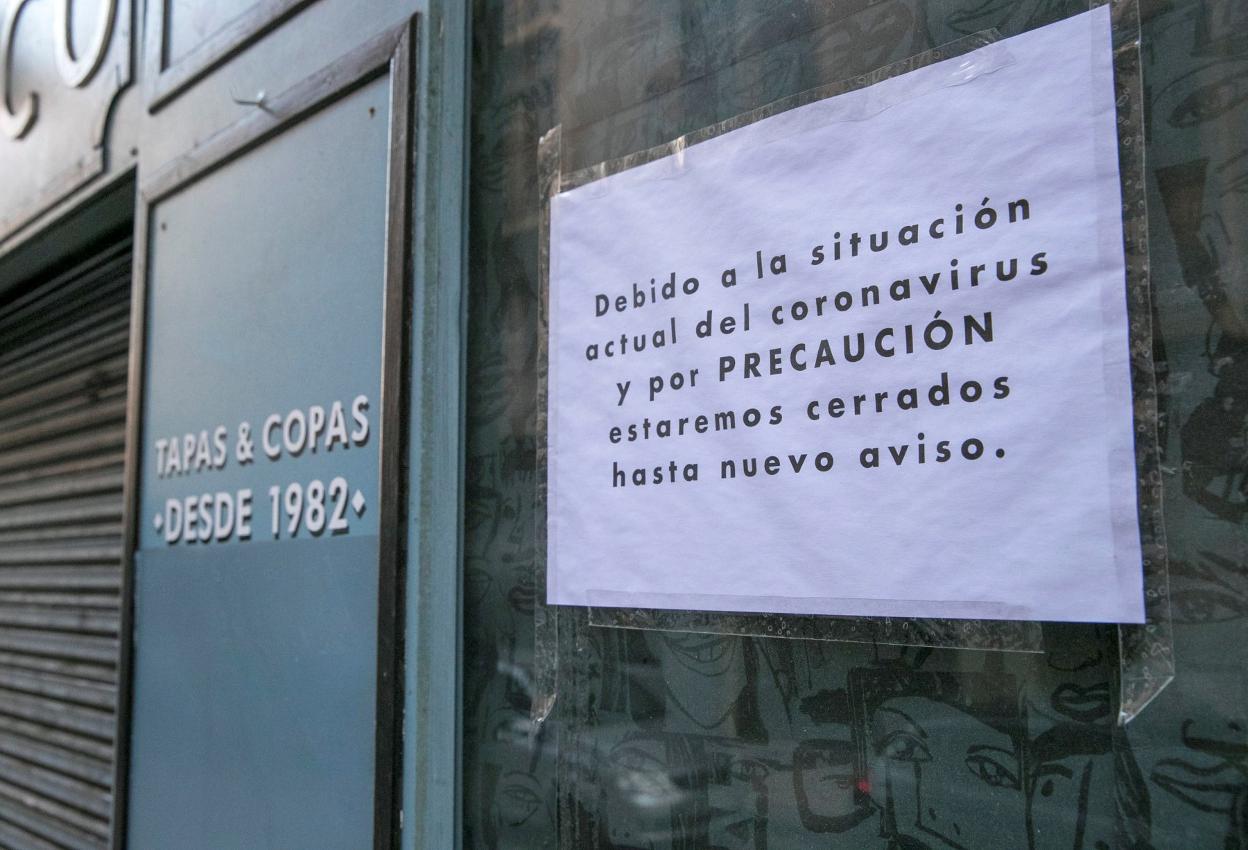 TAPAS & COPAS
·DESDE 1982·
Debido a la situación
actual del coronavirus
y por PRECAUCIÓN
estaremos cerrados
hasta nuevo aviso.